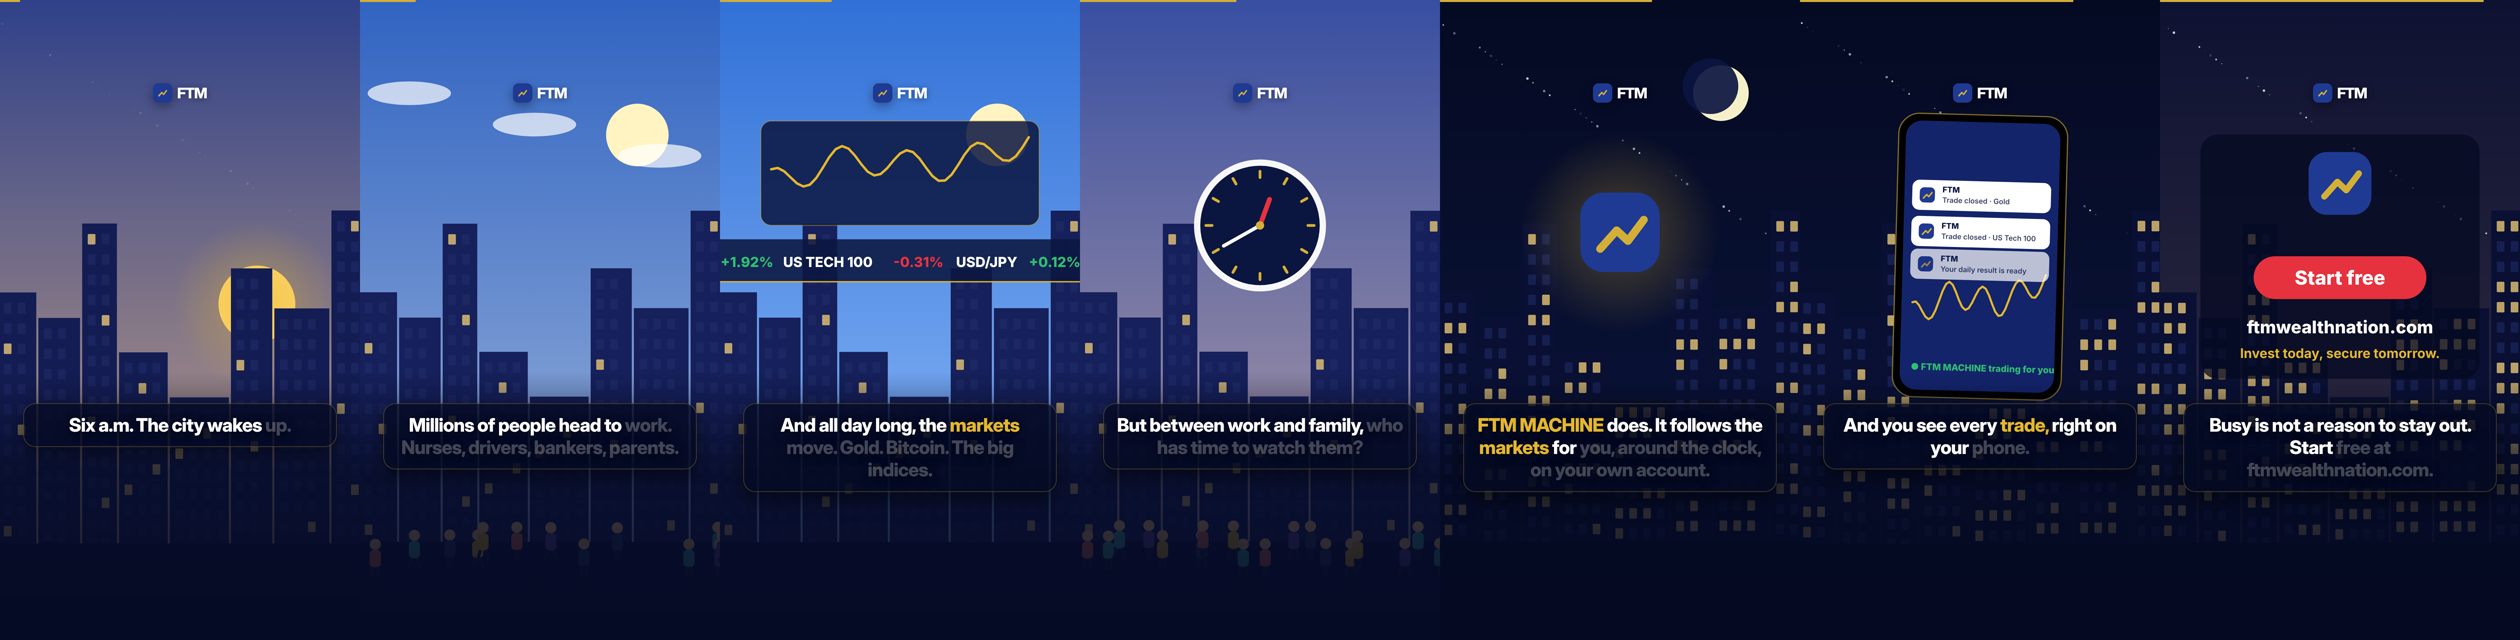 FTM
Six a.m. The city wakes up.
FTM
Millions of people head to work.
Nurses, drivers, bankers, parents.
FTM
+1.92% US TECH 100 -0.31% USD/JPY +0.12%
And all day long, the markets
move. Gold. Bitcoin. The big
indices.
FTM
But between work and family, who
has time to watch them?
FTM
FTM MACHINE does. It follows the
markets for you, around the clock,
on your own account.
FTM
FTM
Trade closed · Gold
FTM
Trade closed · US Tech 100
FTM
Your daily result is ready
FTM MACHINE trading for you
And you see every trade, right on
your phone.
FTM
Start free
ftmwealthnation.com
Invest today, secure tomorrow.
Busy is not a reason to stay out.
Start free at
ftmwealthnation.com.